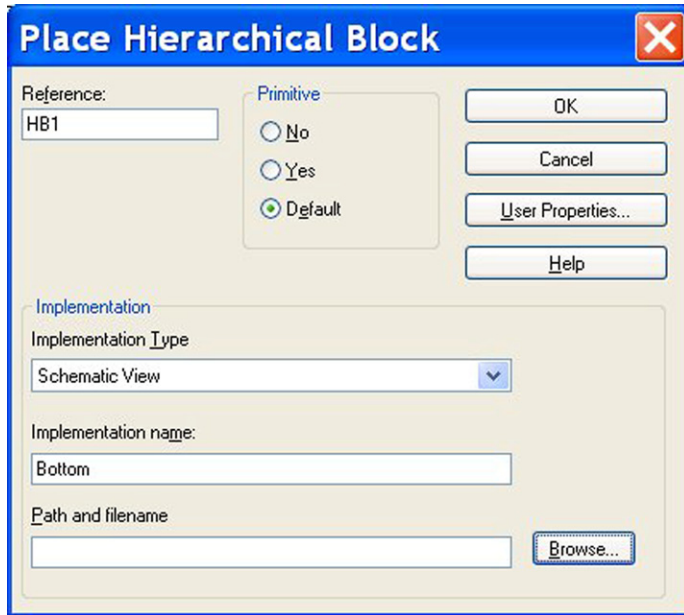 Place Hierarchical Block
Reference:
HB1
Primitive
No
Yes
Default
OK
Cancel
User Properties...
Help
Implementation
Implementation Type
Schematic View
Implementation name:
Bottom
Path and filename
Browse...